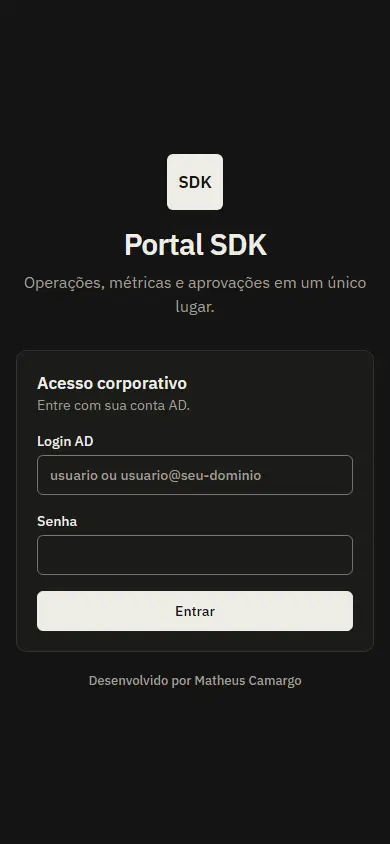 SDK
Portal SDK
Operações, métricas e aprovações em um único
lugar.
Acesso corporativo
Entre com sua conta AD.
Login AD
usuario ou usuario@seu-dominio
Senha
Entrar
Desenvolvido por Matheus Camargo